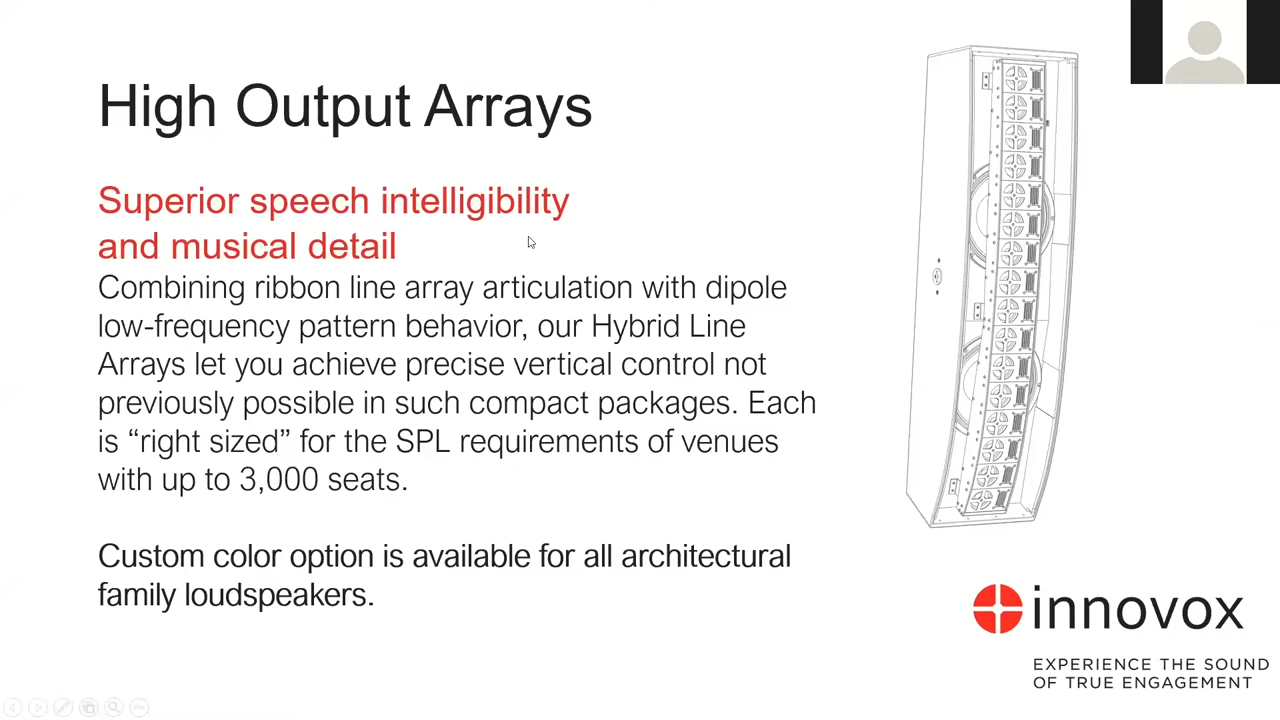 High Output Arrays
Superior speech intelligibility
and musical detail
Combining ribbon line array articulation with dipole
low-frequency pattern behavior, our Hybrid Line
Arrays let you achieve precise vertical control not
previously possible in such compact packages. Each
is “right sized” for the SPL requirements of venues
with up to 3,000 seats.
Custom color option is available for all architectural
family loudspeakers.
innovox
EXPERIENCE THE SOUND
OF TRUE ENGAGEMENT